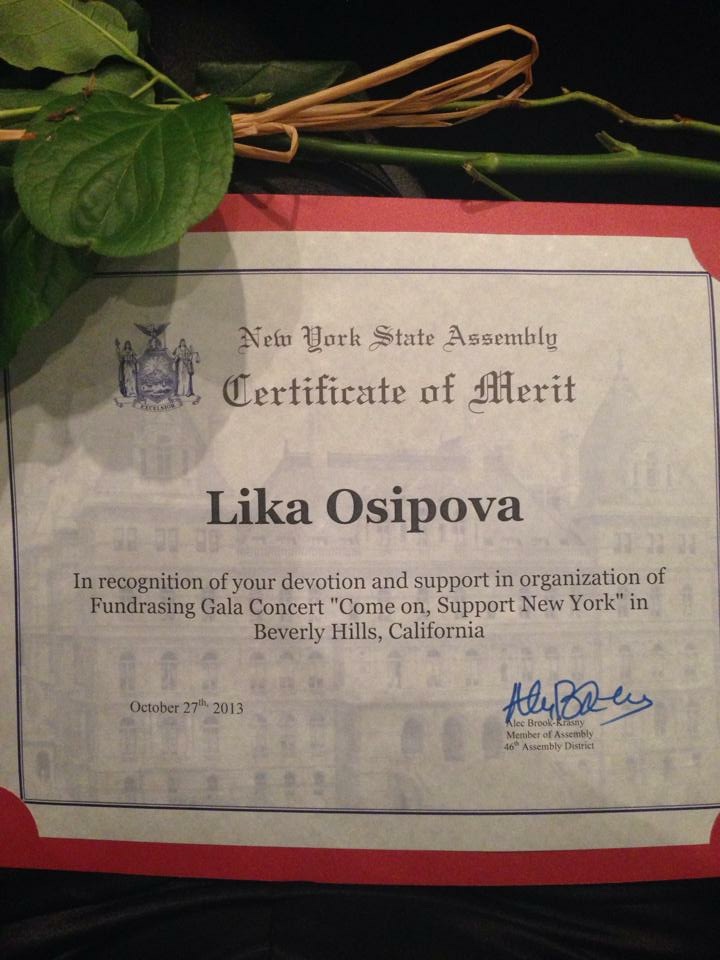 New York State Assembly
Certificate of Merit
EXCELSIOR
Lika Osipova
In recognition of your devotion and support in organization of
Fundrasing Gala Concert "Come on, Support New York" in
Beverly Hills, California
October 27th, 2013
Alec Brook-Krasny
Member of Assembly
46th Assembly District